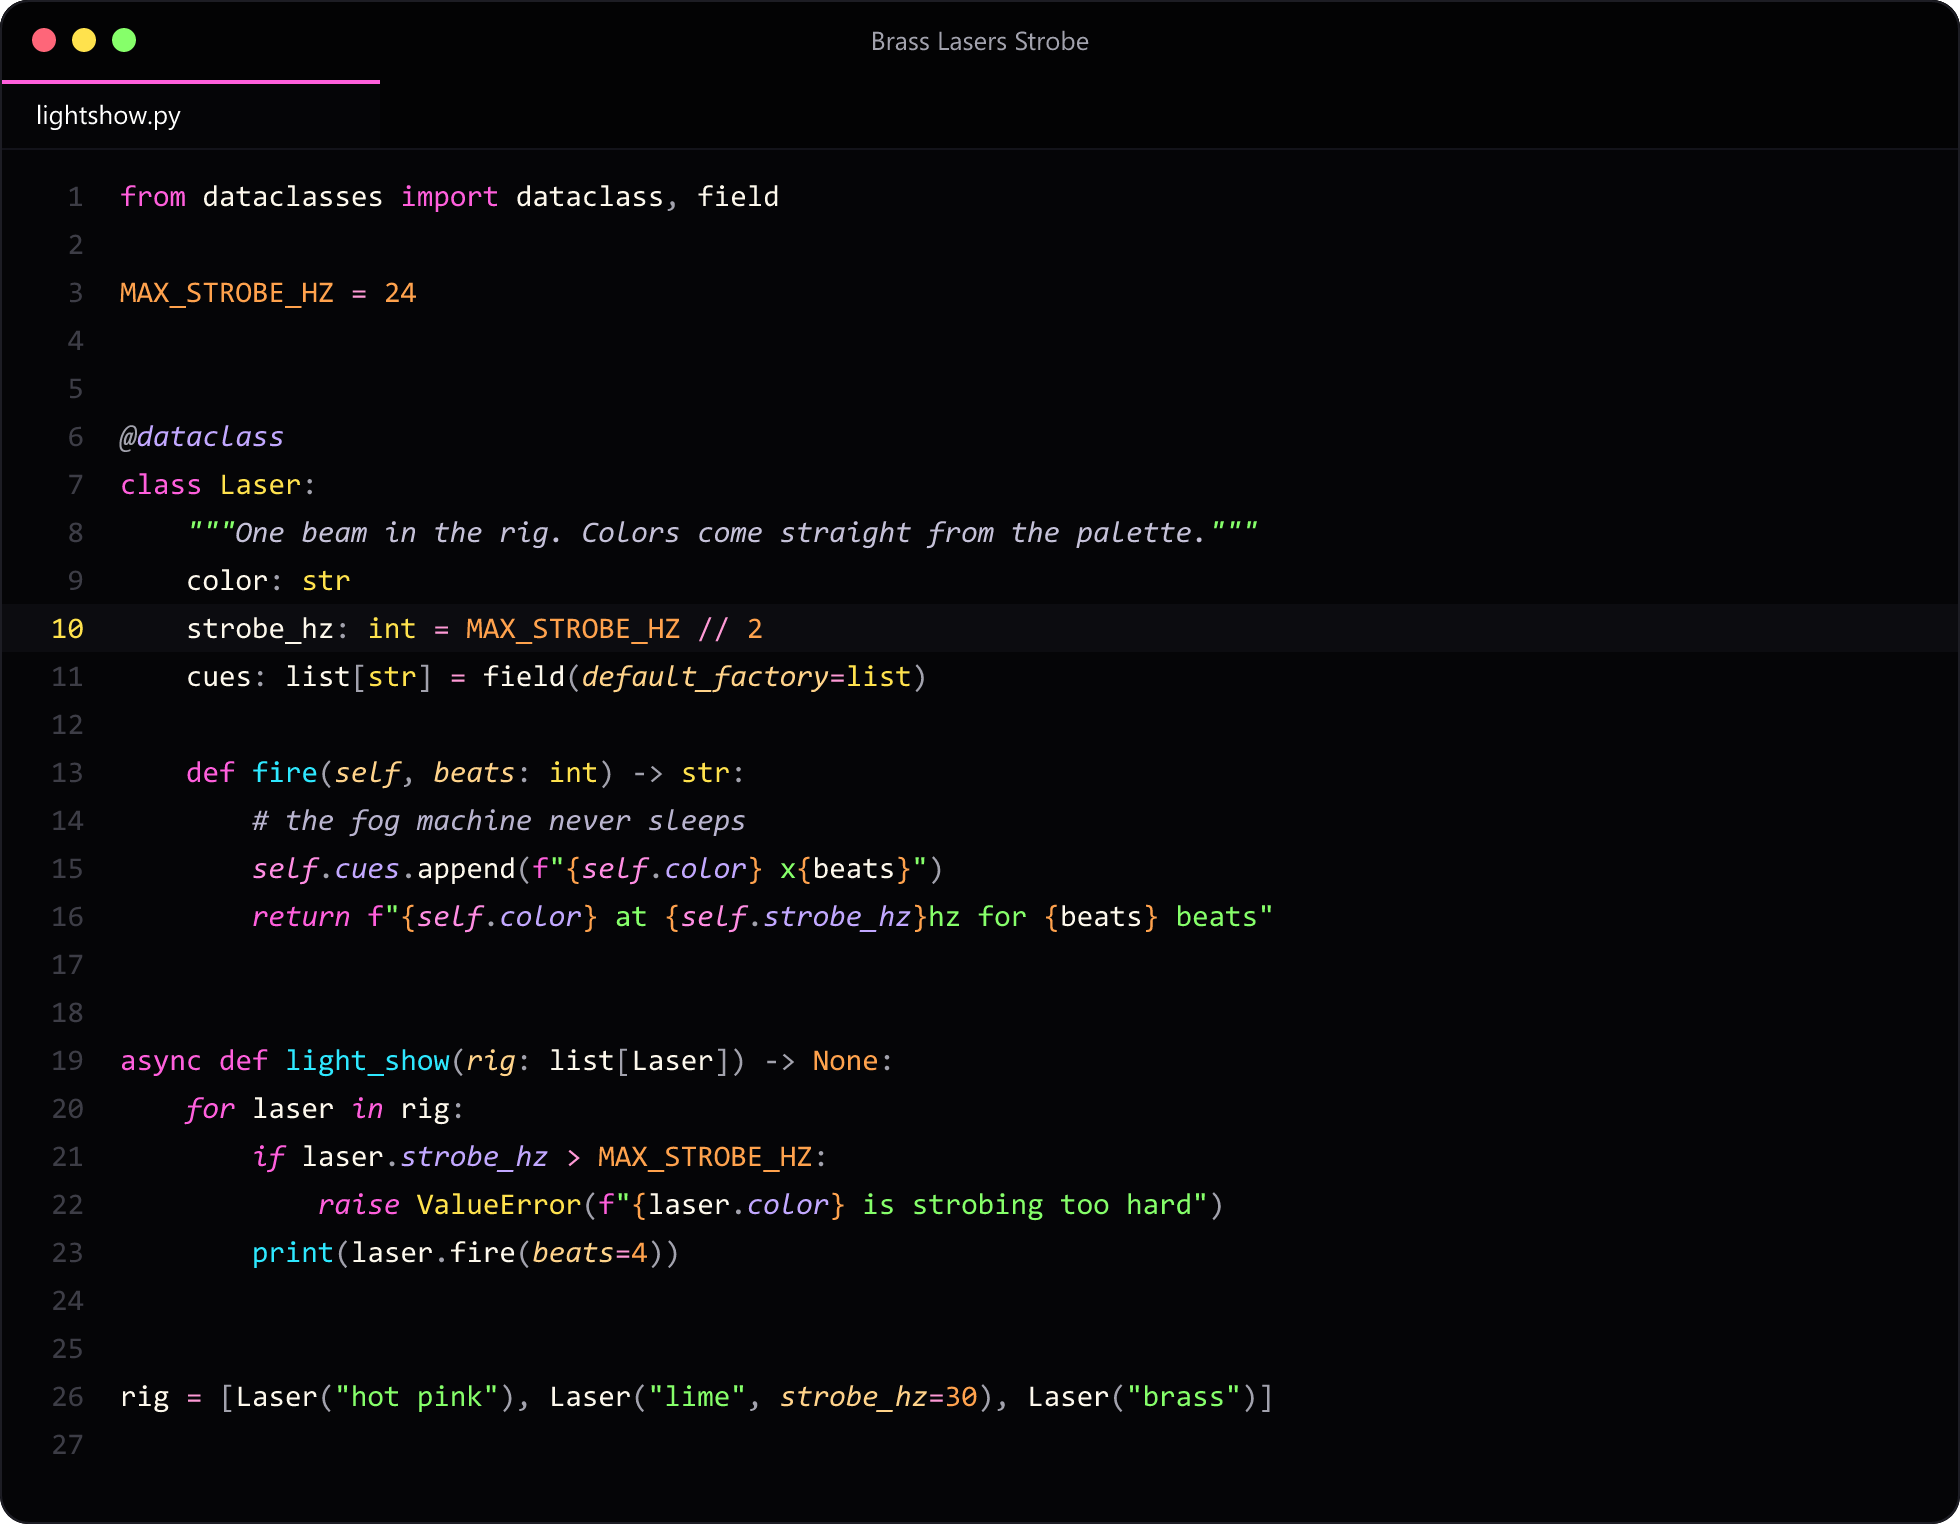 Brass Lasers Strobe
lightshow.py
1 from dataclasses import dataclass, field
2
3 MAX_STROBE_HZ = 24
4
5
6 @dataclass
7 class Laser:
8     """One beam in the rig. Colors come straight from the palette."""
9     color: str
10     strobe_hz: int = MAX_STROBE_HZ // 2
11     cues: list[str] = field(default_factory=list)
12
13     def fire(self, beats: int) -> str:
14         # the fog machine never sleeps
15         self.cues.append(f"{self.color} x{beats}")
16         return f"{self.color} at {self.strobe_hz}hz for {beats} beats"
17
18
19 async def light_show(rig: list[Laser]) -> None:
20     for laser in rig:
21         if laser.strobe_hz > MAX_STROBE_HZ:
22             raise ValueError(f"{laser.color} is strobing too hard")
23         print(laser.fire(beats=4))
24
25
26 rig = [Laser("hot pink"), Laser("lime", strobe_hz=30), Laser("brass")]
27